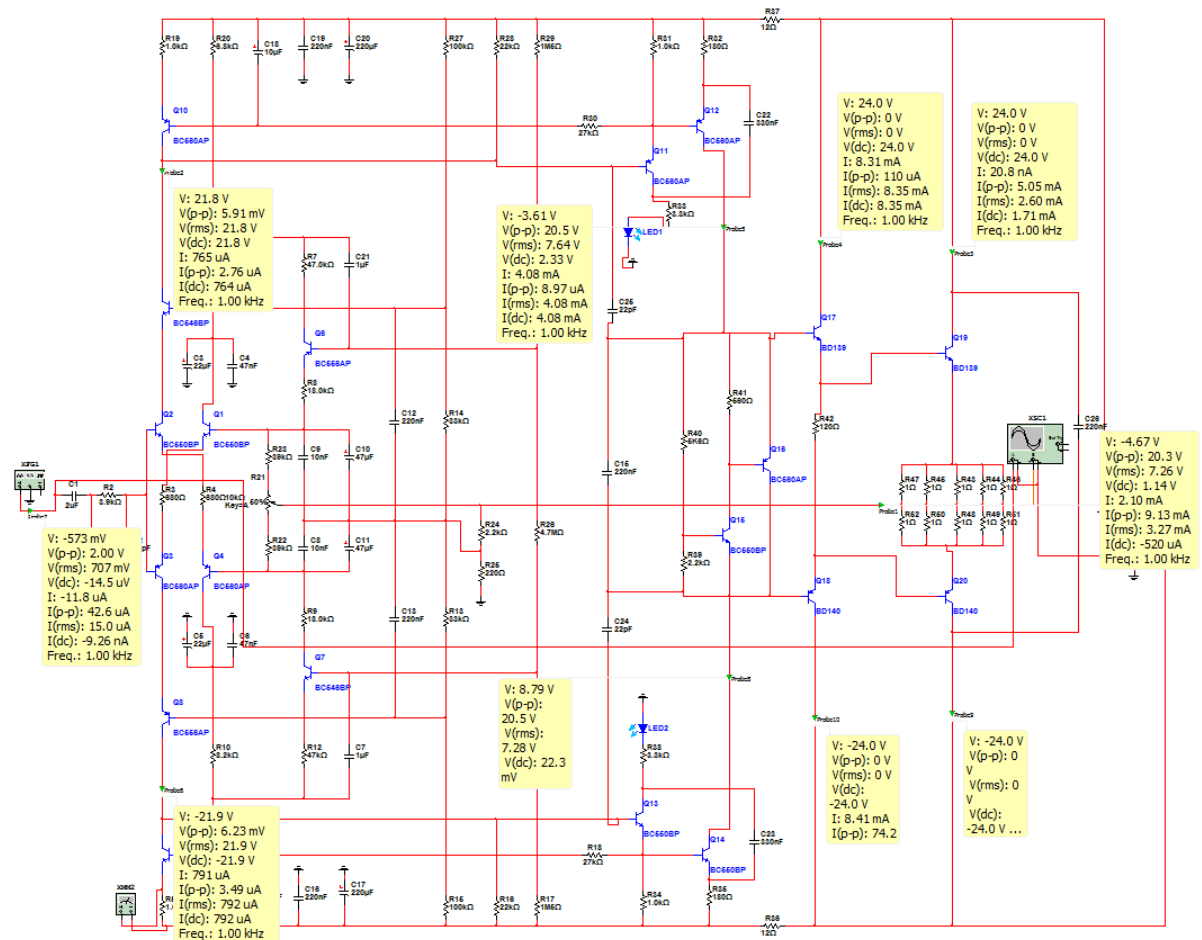 R19
1.0kΩ
R20
6.8kΩ
C18
10µF
C19
220nF
C20
220µF
R27
100kΩ
R28
22kΩ
R29
1M5Ω
R31
1.0kΩ
R32
180Ω
R37
12Ω
Q10
BC560AP
R30
27kΩ
Q12
BC560AP
C22
330nF
Q11
BC560AP
Probe2
V: 21.8 V
V(p-p): 5.91 mV
V(rms): 21.8 V
V(dc): 21.8 V
I: 765 uA
I(p-p): 2.76 uA
I(dc): 764 uA
Freq.: 1.00 kHz
R33
3.3kΩ
LED1
V: -3.61 V
V(p-p): 20.5 V
V(rms): 7.64 V
V(dc): 2.33 V
I: 4.08 mA
I(p-p): 8.97 uA
I(rms): 4.08 mA
I(dc): 4.08 mA
Freq.: 1.00 kHz
V: 24.0 V
V(p-p): 0 V
V(rms): 0 V
V(dc): 24.0 V
I: 8.31 mA
I(p-p): 110 uA
I(rms): 8.35 mA
I(dc): 8.35 mA
Freq.: 1.00 kHz
Probe4
V: 24.0 V
V(p-p): 0 V
V(rms): 0 V
V(dc): 24.0 V
I: 20.8 nA
I(p-p): 5.05 mA
I(rms): 2.60 mA
I(dc): 1.71 mA
Freq.: 1.00 kHz
R7
47.0kΩ
C21
1µF
BC546BP
Q6
BC556AP
C3
22µF
C4
47nF
R8
18.0kΩ
C25
22pF
Q17
BD139
Q19
BD139
Q2
BC550BP
Q1
BC550BP
C12
220nF
R14
33kΩ
R41
560Ω
R40
5K6Ω
R42
120Ω
XSC1
C26
220nF
XFG1
C1
2uF
R2
3.9kΩ
R3
680Ω
R4
680Ω
R23
39kΩ
C9
10nF
C10
47µF
R21
10kΩ
Key=A
50%
C15
220nF
Q16
BC560AP
R47
1Ω
R45
1Ω
R43
1Ω
R52
1Ω
R50
1Ω
R48
1Ω
R49
1Ω
R51
1Ω
Probe1
V: -4.67 V
V(p-p): 20.3 V
V(rms): 7.26 V
V(dc): 1.14 V
I: 2.10 mA
I(p-p): 9.13 mA
I(rms): 3.27 mA
I(dc): -520 uA
Freq.: 1.00 kHz
V: -573 mV
V(p-p): 2.00 V
V(rms): 707 mV
V(dc): -14.5 uV
I: -11.8 uA
I(p-p): 42.6 uA
I(rms): 15.0 uA
I(dc): -9.26 nA
Freq.: 1.00 kHz
Q3
BC560AP
Q4
BC560AP
R22
39kΩ
C8
10nF
C11
47µF
R24
2.2kΩ
R25
220Ω
R26
4.7MΩ
Q15
BC550BP
R39
2.2kΩ
Q18
BD140
Q20
BD140
C5
22µF
C6
47nF
R9
18.0kΩ
C13
220nF
R13
33kΩ
C24
22pF
Q7
BC546BP
Q8
BC556AP
R10
8.2kΩ
R12
47kΩ
C7
1µF
V: 8.79 V
V(p-p):
20.5 V
V(rms):
7.28 V
V(dc): 22.3
mV
LED2
R38
3.3kΩ
Probe10
V: -24.0 V
V(p-p): 0 V
V(rms): 0 V
V(dc):
-24.0 V
I: 8.41 mA
I(p-p): 74.2
Probe9
V: -24.0 V
V(p-p): 0
V
V(rms): 0
V
V(dc):
-24.0 V ...
V: -21.9 V
V(p-p): 6.23 mV
V(rms): 21.9 V
V(dc): -21.9 V
I: 791 uA
I(p-p): 3.49 uA
I(rms): 792 uA
I(dc): 792 uA
Freq.: 1.00 kHz
Q13
BC550BP
Q14
BC550BP
C23
330nF
R18
27kΩ
XMM2
C16
220nF
C17
220µF
R15
100kΩ
R16
22kΩ
R17
1M5Ω
R34
1.0kΩ
R35
180Ω
R36
12Ω